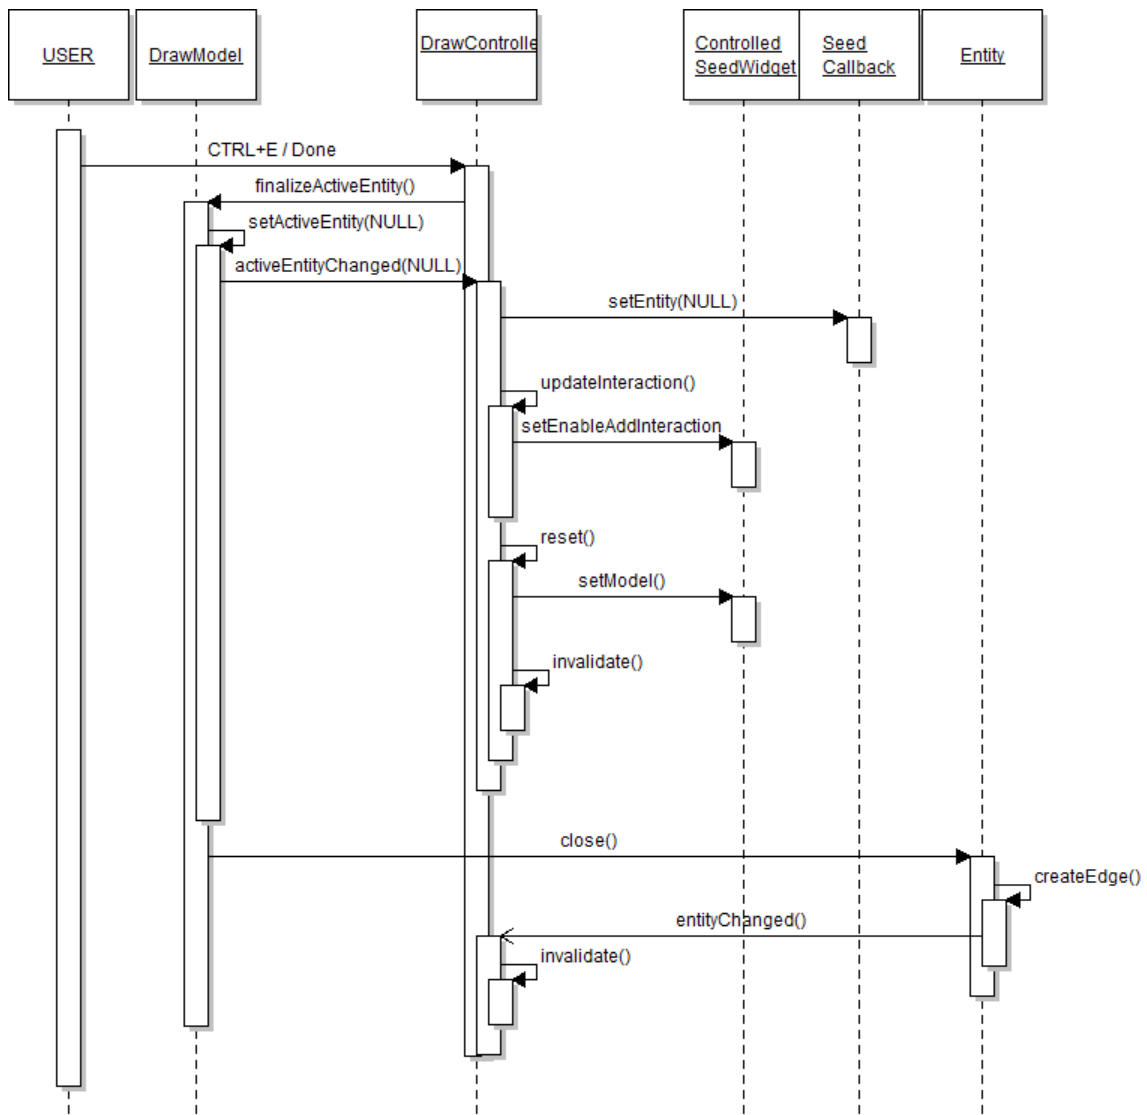 USER
DrawModel
DrawControlle
Controlled
SeedWidget
Seed
Callback
Entity
CTRL+E / Done
finalizeActiveEntity()
setActiveEntity(NULL)
activeEntityChanged(NULL)
setEntity(NULL)
updateInteraction()
setEnableAddInteraction
reset()
setModel()
invalidate()
close()
createEdge()
entityChanged()
invalidate()